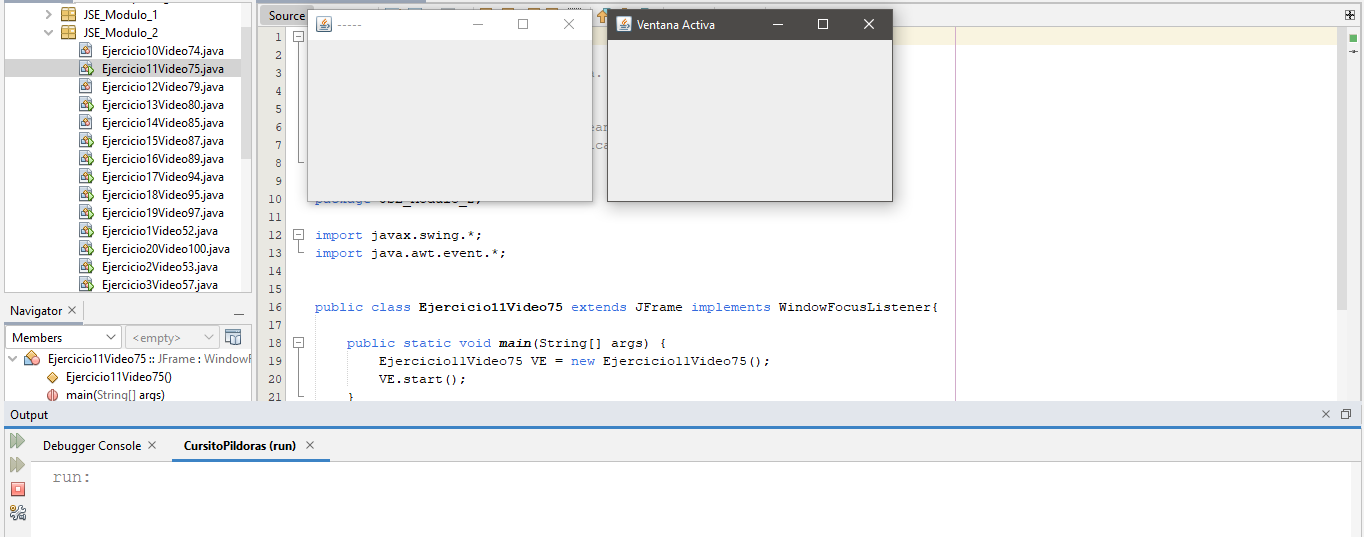 JSE_Modulo_1
JSE_Modulo_2
Ejercicio10Video74.java
Ejercicio11Video75.java
Ejercicio12Video79.java
Ejercicio13Video80.java
Ejercicio14Video85.java
Ejercicio15Video87.java
Ejercicio16Video89.java
Ejercicio17Video94.java
Ejercicio18Video95.java
Ejercicio19Video97.java
Ejercicio1Video52.java
Ejercicio20Video100.java
Ejercicio2Video53.java
Ejercicio3Video57.java
Navigator
Members
<empty>
Ejercicio11Video75 :: JFrame : WindowF
Ejercicio11Video75()
main(String[] args)
Source
-----
Ventana Activa
1
2
3
4
5
6
7
8
9
10
11
12 import javax.swing.*;
13 import java.awt.event.*;
14
15
16 public class Ejercicio11Video75 extends JFrame implements WindowFocusListener{
17
18 public static void main(String[] args) {
19 Ejercicio11Video75 VE = new Ejercicio11Video75();
20 VE.start();
21 }
Output
Debugger Console
CursitoPildoras (run)
run: